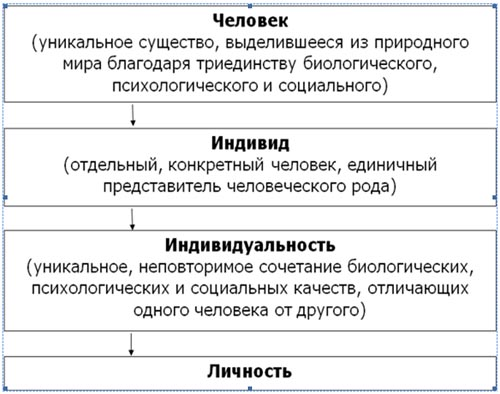 Человек
(уникальное существо, выделившееся из природного
мира благодаря триединству биологического,
психологического и социального)
Индивид
(отдельный, конкретный человек, единичный
представитель человеческого рода)
Индивидуальность
(уникальное, неповторимое сочетание биологических,
психологических и социальных качеств, отличающих
одного человека от другого)
Личность